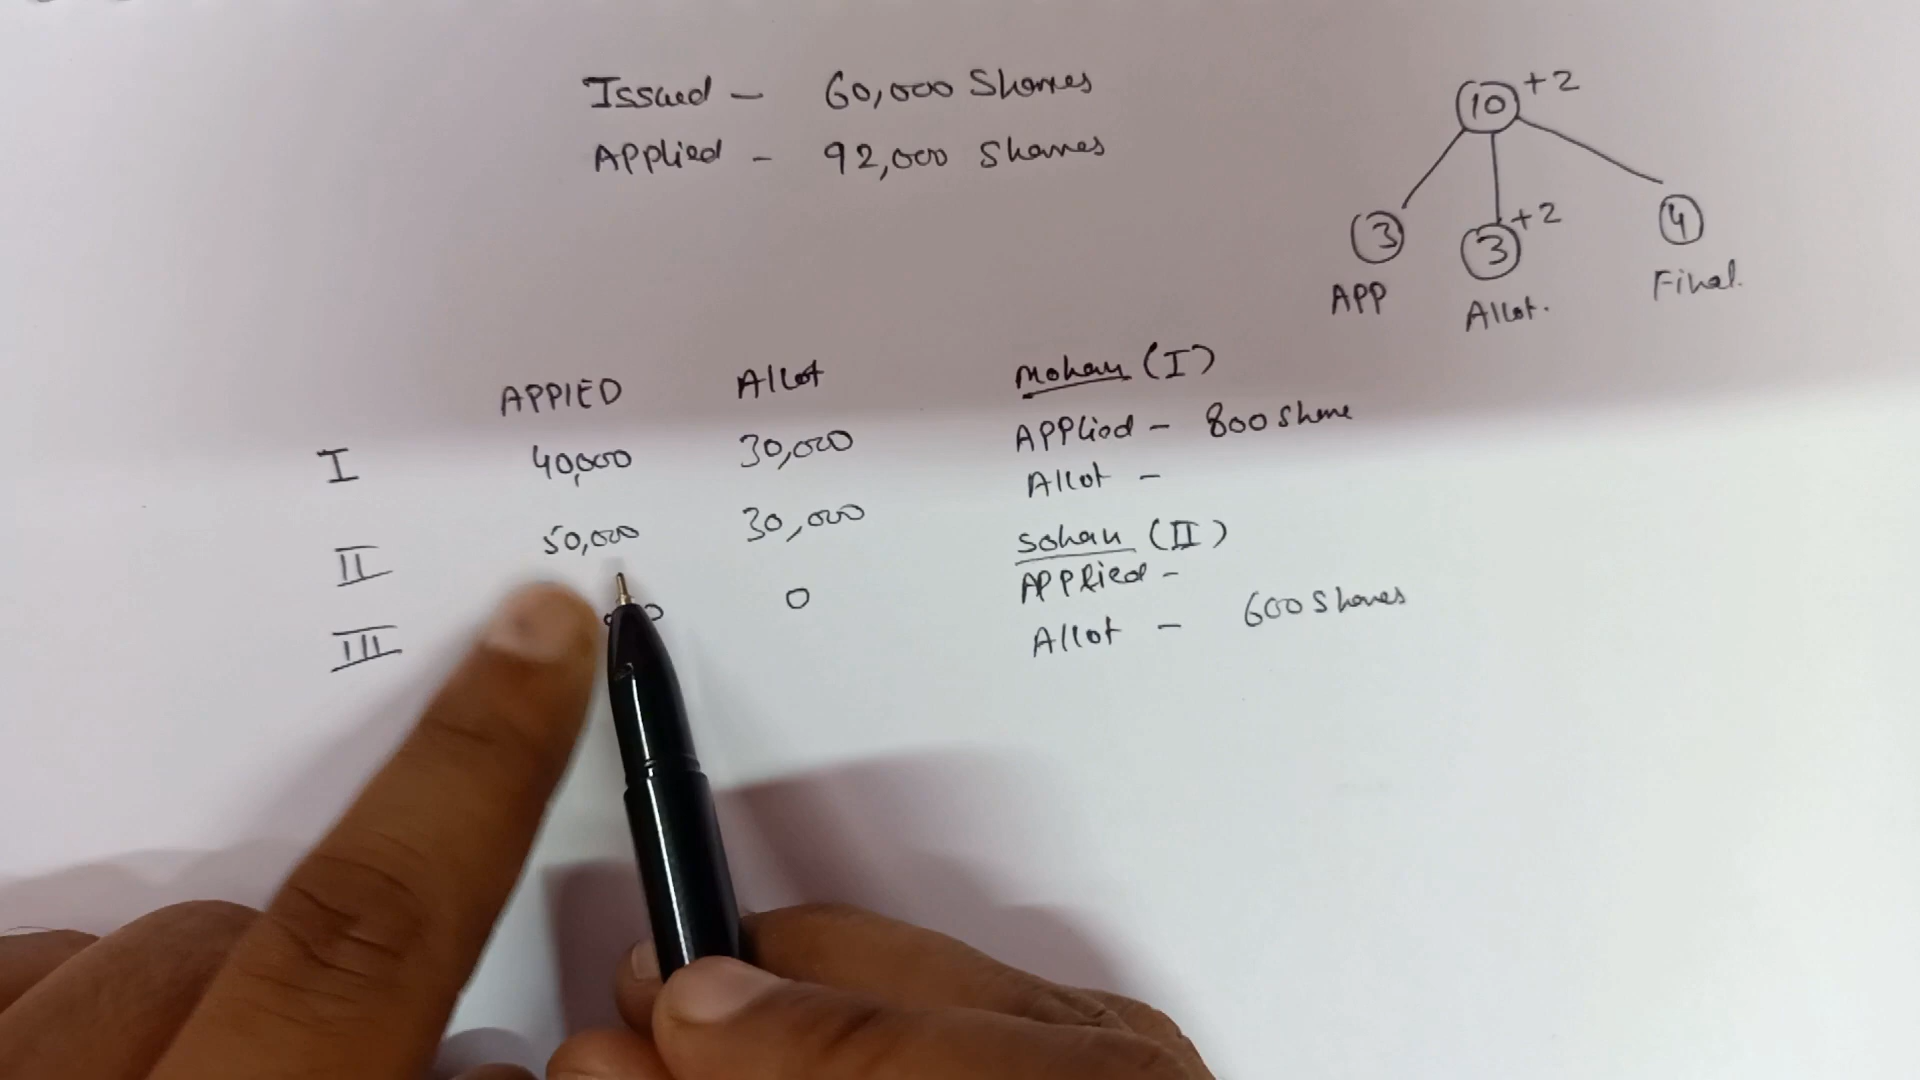 Issued - 60,000 Shares
Applied - 92,000 Shares
10 +2
3
3 +2
4
APP
Allot.
Final.
APPIED Allot
I 40,000 30,000
II 50,000 30,000
III 0
Mohan (I)
Applied - 800 Share
Allot -
Sohan (II)
Applied -
Allot - 600 Shares